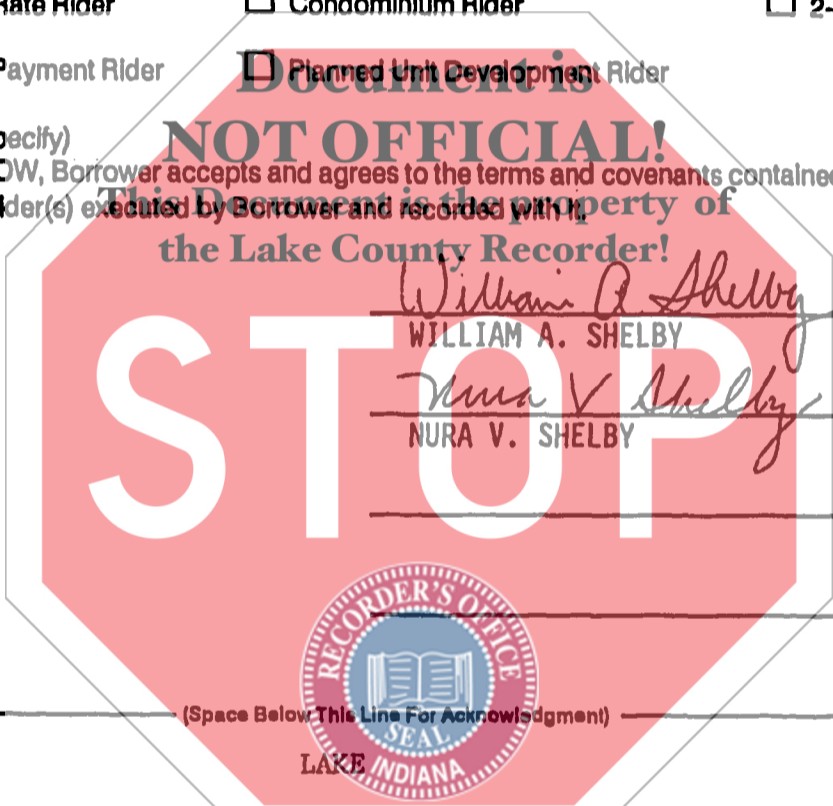 Rate Rider ☐ Condominium Rider ☐ 2-
Payment Rider ☐ Planned Unit Development Rider
Document is
NOT OFFICIAL!
This Document is the property of
the Lake County Recorder!
pecify)
OW, Borrower accepts and agrees to the terms and covenants contained
der(s) executed by Borrower and recorded with it.
William A Shelby
WILLIAM A. SHELBY
Nura V Shelby
NURA V. SHELBY
STOP
RECORDER'S OFFICE
SEAL
INDIANA
(Space Below This Line For Acknowledgment)
LAKE